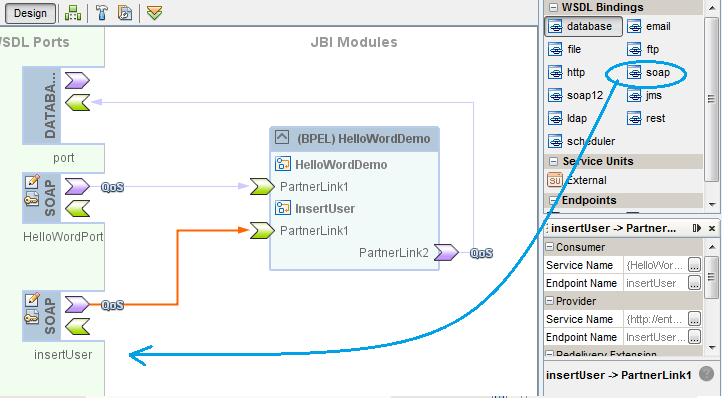 Design
WSDL Ports
JBI Modules
DATABA...
port
SOAP
QoS
HelloWordPort
SOAP
QoS
insertUser
(BPEL) HelloWordDemo
HelloWordDemo
PartnerLink1
InsertUser
PartnerLink1
PartnerLink2
QoS
WSDL Bindings
database
email
file
ftp
http
soap
soap12
jms
ldap
rest
scheduler
Service Units
SU External
Endpoints
insertUser -> Partner...
Consumer
Service Name {HelloWor... ...
Endpoint Name insertUser ...
Provider
Service Name {http://ent... ...
Endpoint Name InsertUser... ...
Redelivery Extension
insertUser -> PartnerLink1 ?